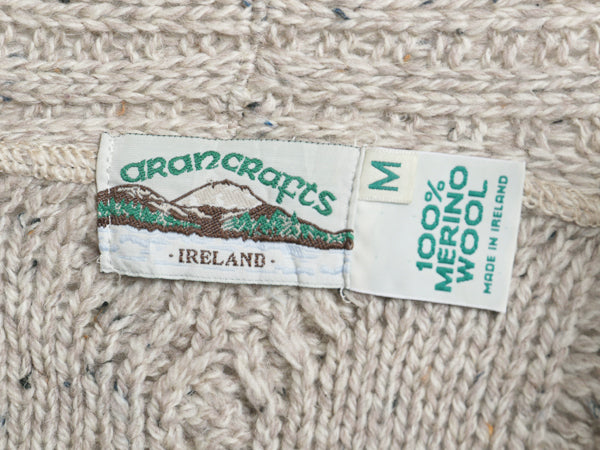 arancrafts
· IRELAND ·
M
100%
MERINO
WOOL
MADE IN IRELAND